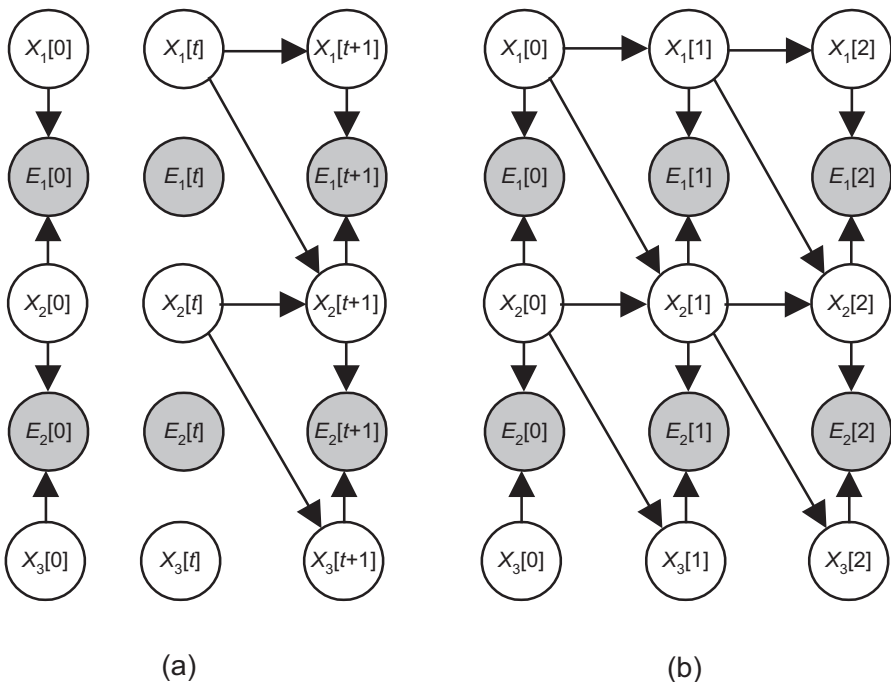 X₁[0] X₁[t] X₁[t+1] X₁[0] X₁[1] X₁[2]
E₁[0] E₁[t] E₁[t+1] E₁[0] E₁[1] E₁[2]
X₂[0] X₂[t] X₂[t+1] X₂[0] X₂[1] X₂[2]
E₂[0] E₂[t] E₂[t+1] E₂[0] E₂[1] E₂[2]
X₃[0] X₃[t] X₃[t+1] X₃[0] X₃[1] X₃[2]
(a) (b)